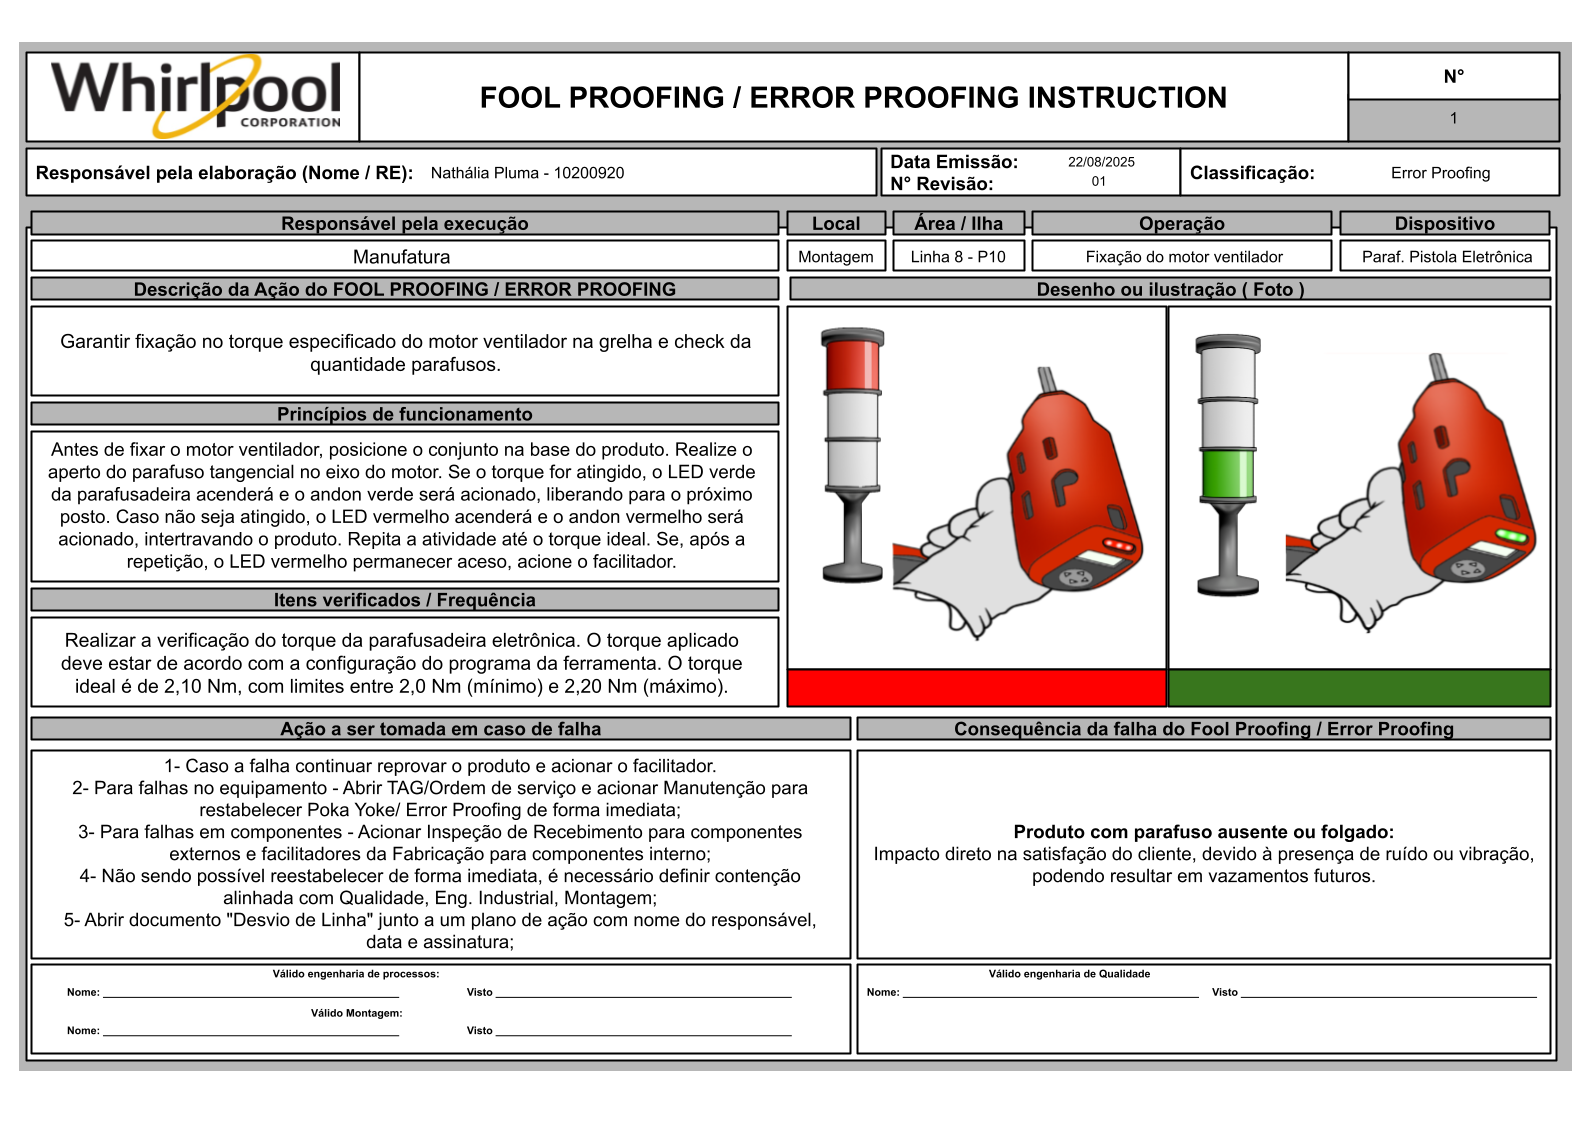 Whirlpool
CORPORATION
FOOL PROOFING / ERROR PROOFING INSTRUCTION
N°
1
Responsável pela elaboração (Nome / RE): Nathália Pluma - 10200920
Data Emissão: 22/08/2025
N° Revisão: 01
Classificação: Error Proofing
Responsável pela execução
Local
Área / Ilha
Operação
Dispositivo
Manufatura
Montagem
Linha 8 - P10
Fixação do motor ventilador
Paraf. Pistola Eletrônica
Descrição da Ação do FOOL PROOFING / ERROR PROOFING
Desenho ou ilustração ( Foto )
Garantir fixação no torque especificado do motor ventilador na grelha e check da
quantidade parafusos.
Princípios de funcionamento
Antes de fixar o motor ventilador, posicione o conjunto na base do produto. Realize o
aperto do parafuso tangencial no eixo do motor. Se o torque for atingido, o LED verde
da parafusadeira acenderá e o andon verde será acionado, liberando para o próximo
posto. Caso não seja atingido, o LED vermelho acenderá e o andon vermelho será
acionado, intertravando o produto. Repita a atividade até o torque ideal. Se, após a
repetição, o LED vermelho permanecer aceso, acione o facilitador.
Itens verificados / Frequência
Realizar a verificação do torque da parafusadeira eletrônica. O torque aplicado
deve estar de acordo com a configuração do programa da ferramenta. O torque
ideal é de 2,10 Nm, com limites entre 2,0 Nm (mínimo) e 2,20 Nm (máximo).
Ação a ser tomada em caso de falha
1- Caso a falha continuar reprovar o produto e acionar o facilitador.
2- Para falhas no equipamento - Abrir TAG/Ordem de serviço e acionar Manutenção para
restabelecer Poka Yoke/ Error Proofing de forma imediata;
3- Para falhas em componentes - Acionar Inspeção de Recebimento para componentes
externos e facilitadores da Fabricação para componentes interno;
4- Não sendo possível reestabelecer de forma imediata, é necessário definir contenção
alinhada com Qualidade, Eng. Industrial, Montagem;
5- Abrir documento "Desvio de Linha" junto a um plano de ação com nome do responsável,
data e assinatura;
Consequência da falha do Fool Proofing / Error Proofing
Produto com parafuso ausente ou folgado:
Impacto direto na satisfação do cliente, devido à presença de ruído ou vibração,
podendo resultar em vazamentos futuros.
Válido engenharia de processos:
Nome: Visto
Válido Montagem:
Nome: Visto
Válido engenharia de Qualidade
Nome: Visto